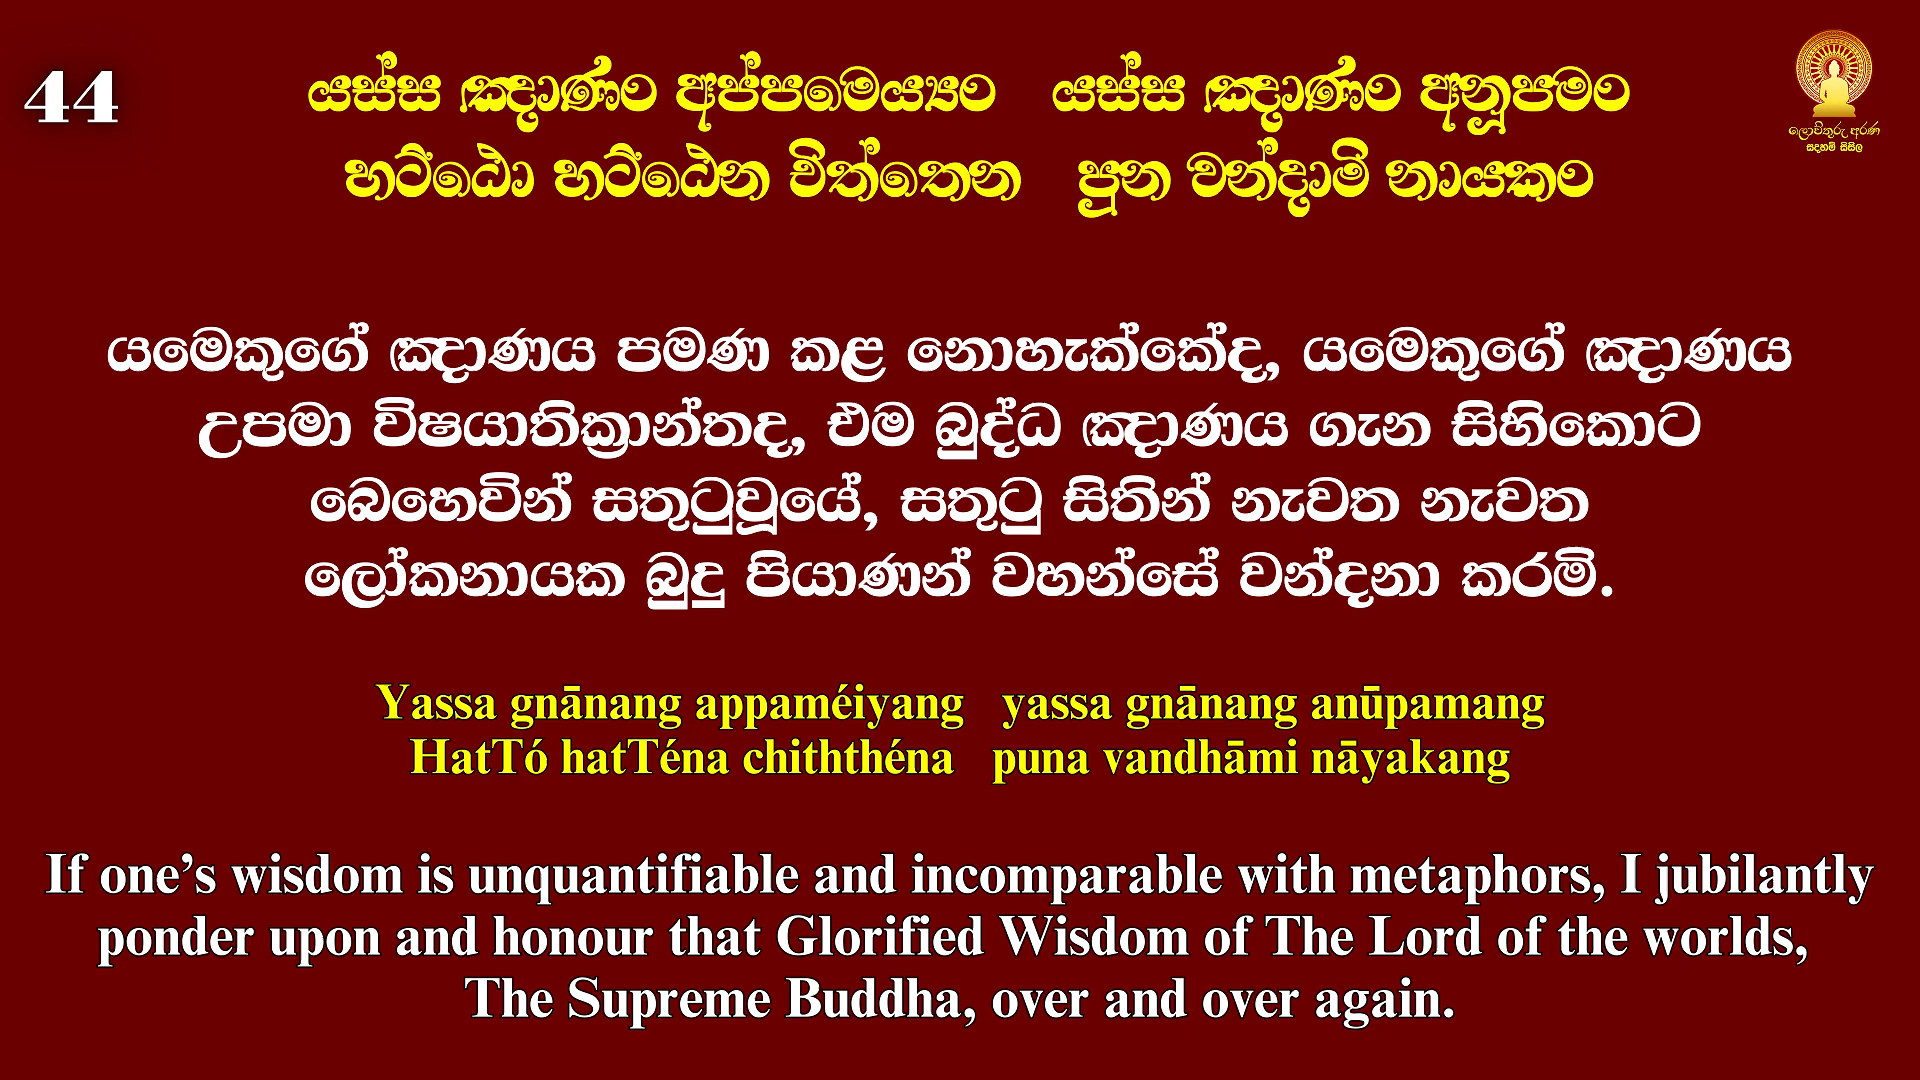 44
යස්ස ඤාණං අප්පමෙය්‍යං යස්ස ඤාණං අනූපමං
හට්ඨො හට්ඨෙන චිත්තෙන පුන වන්දාමි නායකං
ලොවිතුරු අරණ
සදහම් සිසිල
යමෙකුගේ ඤාණය පමණ කළ නොහැක්කේද, යමෙකුගේ ඤාණය
උපමා විෂයාතික්‍රාන්තද, එම බුද්ධ ඤාණය ගැන සිහිකොට
බෙහෙවින් සතුටුවූයේ, සතුටු සිතින් නැවත නැවත
ලෝකනායක බුදු පියාණන් වහන්සේ වන්දනා කරමි.
Yassa gnānang appaméiyang yassa gnānang anūpamang
HatTó hatTéna chiththéna puna vandhāmi nāyakang
If one’s wisdom is unquantifiable and incomparable with metaphors, I jubilantly
ponder upon and honour that Glorified Wisdom of The Lord of the worlds,
The Supreme Buddha, over and over again.